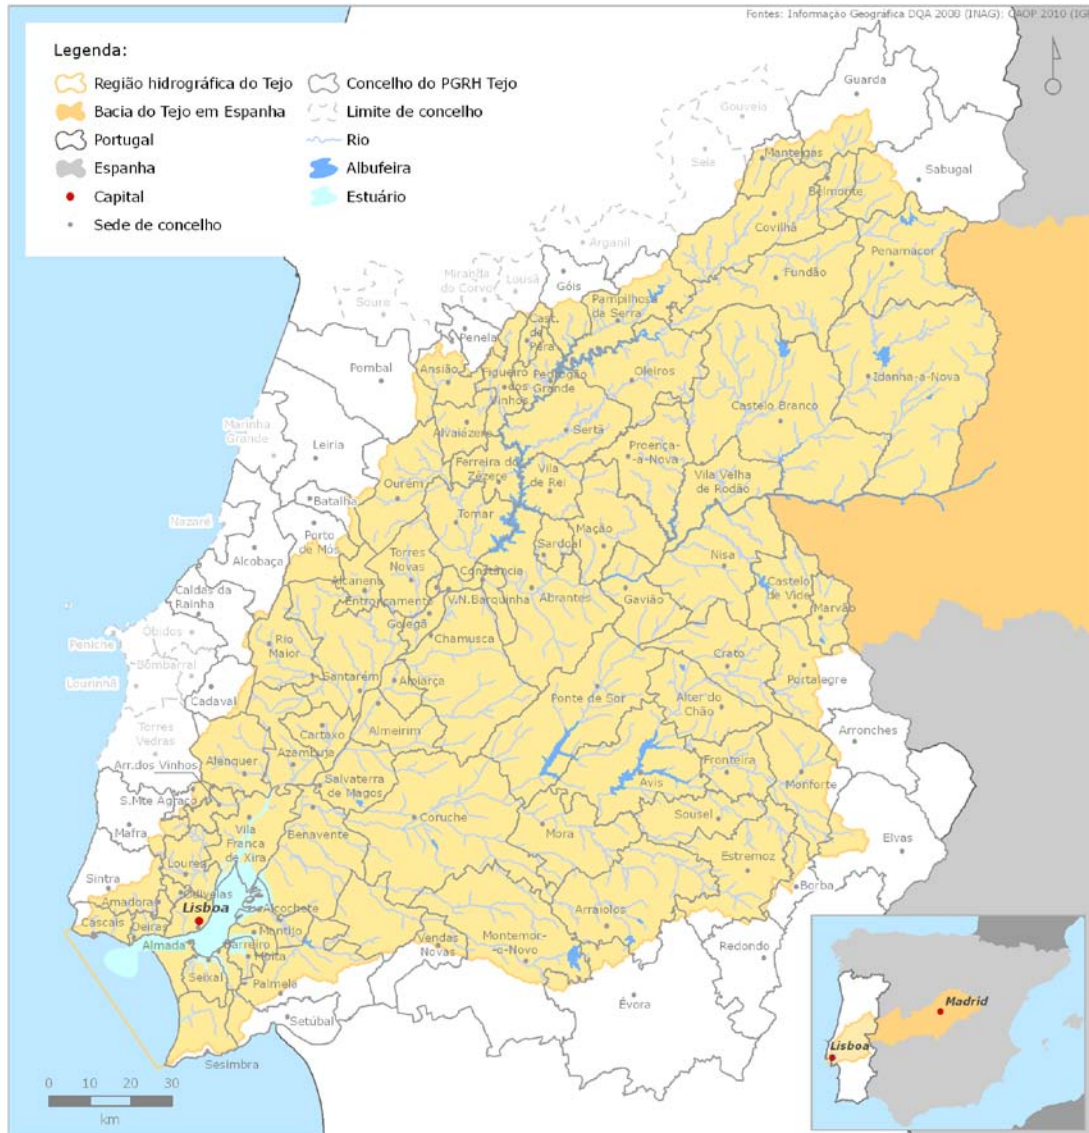 Fontes: Informação Geográfica DQA 2008 (INAG); CAOP 2010 (IGP
Legenda:
Região hidrográfica do Tejo
Bacia do Tejo em Espanha
Portugal
Espanha
Capital
Sede de concelho
Concelho do PGRH Tejo
Limite de concelho
Rio
Albufeira
Estuário
Guarda
Gouveia
Seia
Manteigas
Sabugal
Belmonte
Covilhã
Arganil
Penamacor
Miranda
do Corvo
Lousã
Góis
Fundão
Soure
Pampilhosa
da Serra
Penela
Cast.
de Pêra
Pombal
Ansião
Figueiró
dos
Vinhos
Pedrógão
Grande
Oleiros
Idanha-a-Nova
Castelo Branco
Marinha
Grande
Alvaiázere
Sertã
Leiria
Proença-
a-Nova
Ferreira do
Zêzere
Vila
de Rei
Vila Velha
de Rodão
Ourém
Batalha
Nazaré
Tomar
Mação
Porto
de Mós
Sardoal
Alcobaça
Torres
Novas
Nisa
Alcanena
Constância
Castelo
de Vide
Caldas da
Rainha
Entroncamento
V.N.Barquinha
Abrantes
Gavião
Marvão
Golegã
Óbidos
Peniche
Rio
Maior
Chamusca
Bombarral
Crato
Lourinhã
Santarém
Alpiarça
Portalegre
Cadaval
Ponte de Sor
Alter do
Chão
Torres
Vedras
Cartaxo
Almeirim
Arronches
Arr.dos Vinhos
Alenquer
Azambuja
Fronteira
Salvaterra
de Magos
Avis
Monforte
S.Mte Agraço
Sousel
Mafra
Vila
Franca
de Xira
Benavente
Coruche
Mora
Elvas
Loures
Estremoz
Sintra
Odivelas
Borba
Amadora
Lisboa
Alcochete
Cascais
Oeiras
Arraiolos
Montijo
Almada
Barreiro
Vendas
Novas
Montemor-
o-Novo
Redondo
Moita
Seixal
Palmela
Évora
Setúbal
Sesimbra
0 10 20 30
km
Madrid
Lisboa